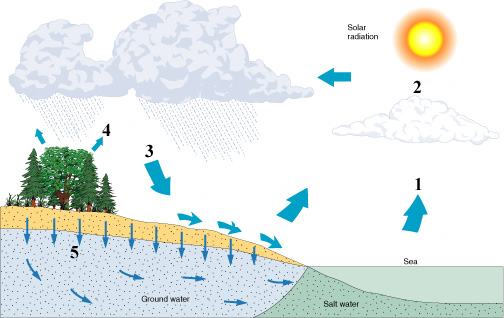 Solar
radiation
2
4
3
1
5
Sea
Ground water
Salt water